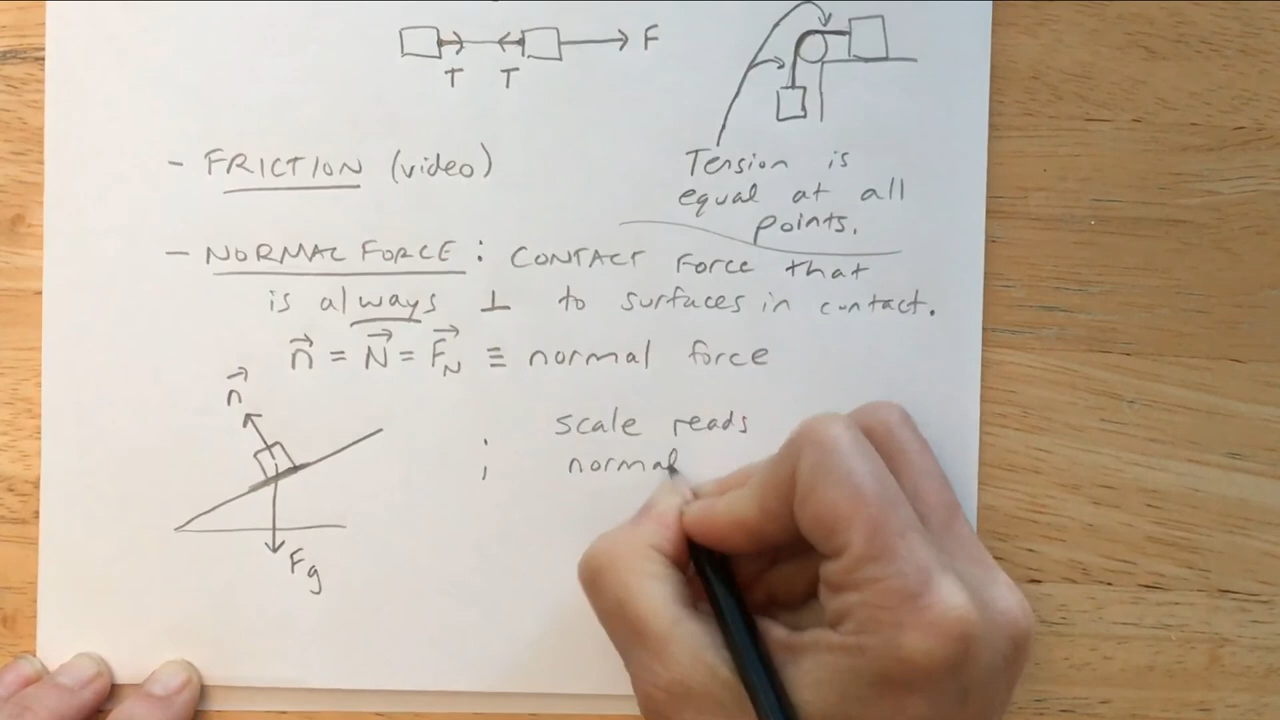 F
T T
Tension is
equal at all
points.
- FRICTION (video)
- NORMAL FORCE : CONTACT Force that
is always ⊥ to surfaces in contact.
n⃗ = N⃗ = F⃗_N ≡ normal force
n⃗
Fg
; scale reads
normal